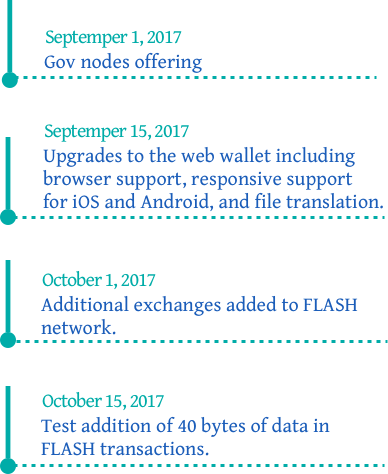 Septemper 1, 2017
Gov nodes offering
Septemper 15, 2017
Upgrades to the web wallet including
browser support, responsive support
for iOS and Android, and file translation.
October 1, 2017
Additional exchanges added to FLASH
network.
October 15, 2017
Test addition of 40 bytes of data in
FLASH transactions.